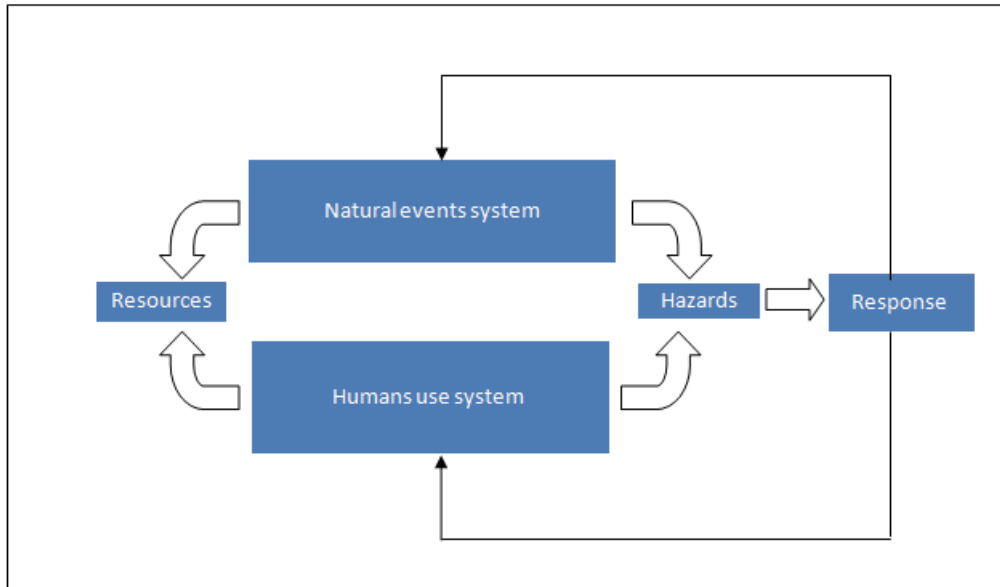 Natural events system
Resources
Hazards
Response
Humans use system